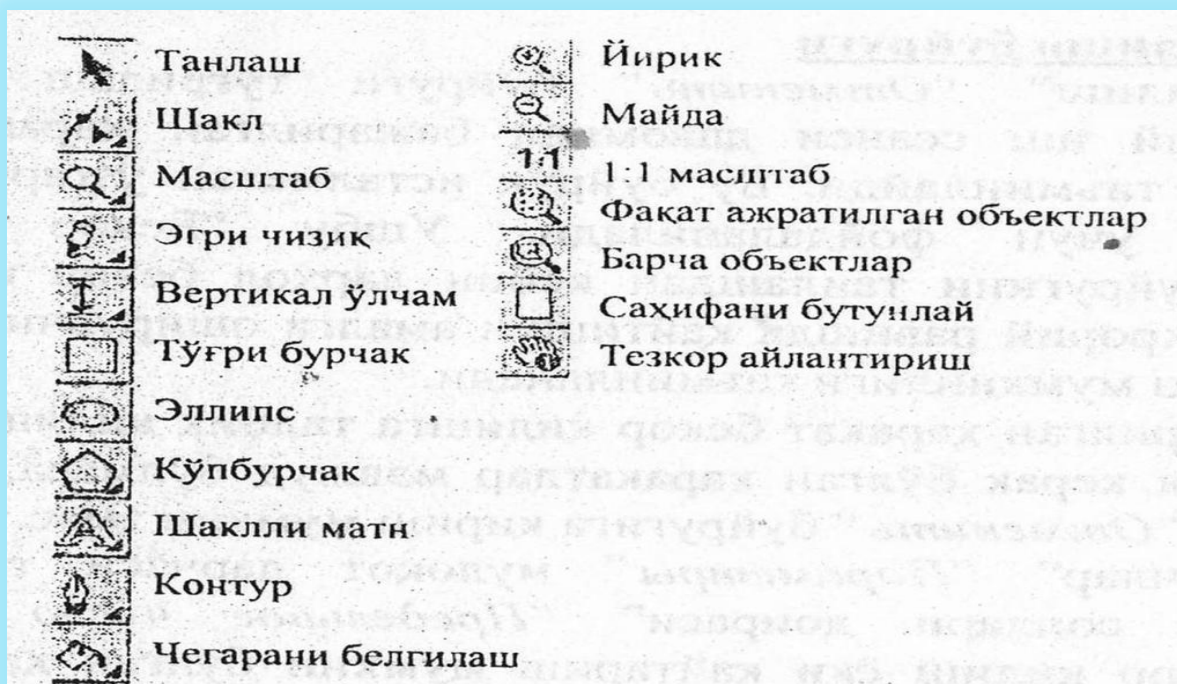 Танлаш
Шакл
Масштаб
Эгри чизиқ
Вертикал ўлчам
Тўғри бурчак
Эллипс
Кўпбурчак
Шаклли матн
Контур
Чегарани белгилаш
Йирик
Майда
1:1 1:1 масштаб
Фақат ажратилган объектлар
Барча объектлар
Саҳифани бутунлай
Тезкор айлантириш